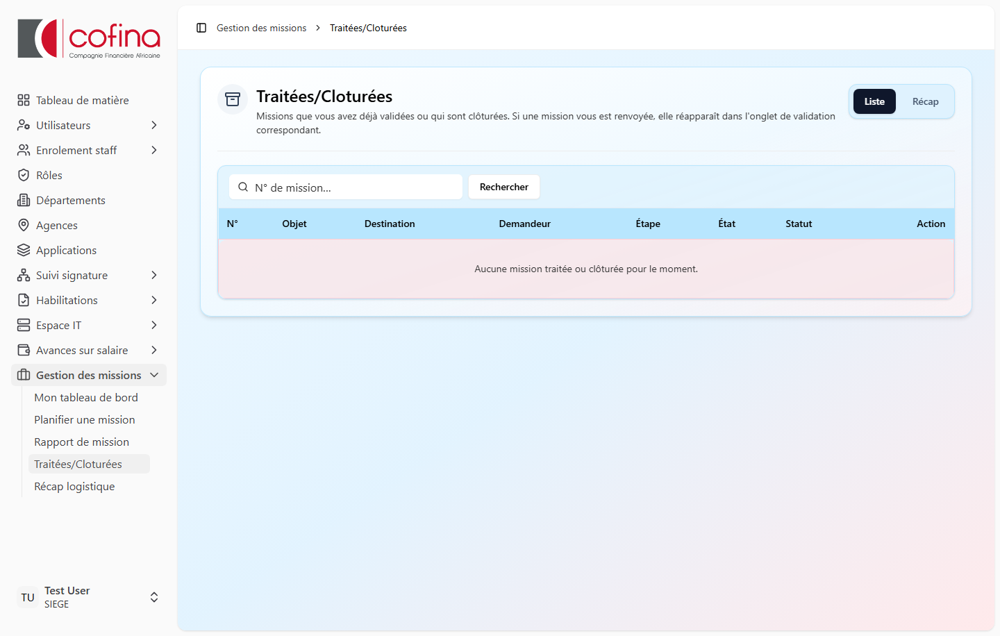 cofina
Compagnie Financière Africaine
Tableau de matière
Utilisateurs
Enrolement staff
Rôles
Départements
Agences
Applications
Suivi signature
Habilitations
Espace IT
Avances sur salaire
Gestion des missions
Mon tableau de bord
Planifier une mission
Rapport de mission
Traitées/Cloturées
Récap logistique
TU
Test User
SIEGE
Gestion des missions > Traitées/Cloturées
Traitées/Cloturées
Missions que vous avez déjà validées ou qui sont clôturées. Si une mission vous est renvoyée, elle réapparaît dans l'onglet de validation
correspondant.
Liste Récap
N° de mission... Rechercher
N° Objet Destination Demandeur Étape État Statut Action
Aucune mission traitée ou clôturée pour le moment.